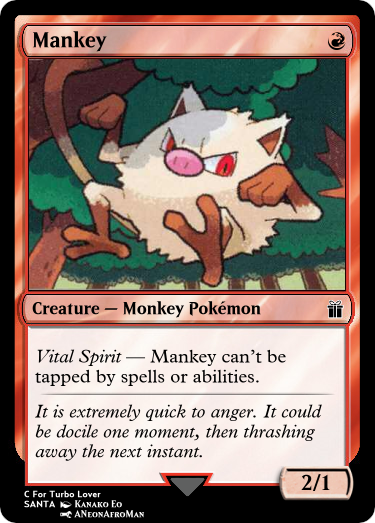 Mankey
Creature — Monkey Pokémon
Vital Spirit — Mankey can't be
tapped by spells or abilities.
It is extremely quick to anger. It could
be docile one moment, then thrashing
away the next instant.
2/1
C For Turbo Lover
SANTA Kanako Eo
ANeonAfroMan